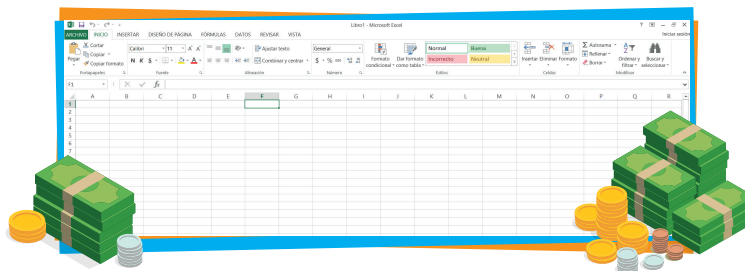 Libro1 - Microsoft Excel
ARCHIVO INICIO INSERTAR DISEÑO DE PÁGINA FÓRMULAS DATOS REVISAR VISTA Iniciar sesión
Pegar
Cortar
Copiar
Copiar formato
Portapapeles
Calibri 11
N K S
Fuente
Ajustar texto
Combinar y centrar
Alineación
General
$ % 000
Número
Formato condicional
Dar formato como tabla
Normal Buena
Incorrecto Neutral
Estilos
Insertar Eliminar Formato
Celdas
Autosuma
Rellenar
Borrar
Ordenar y filtrar
Buscar y seleccionar
Modificar
F1 fx
A B C D E F G H I J K L M N O P Q R
1
2
3
4
5
6
7